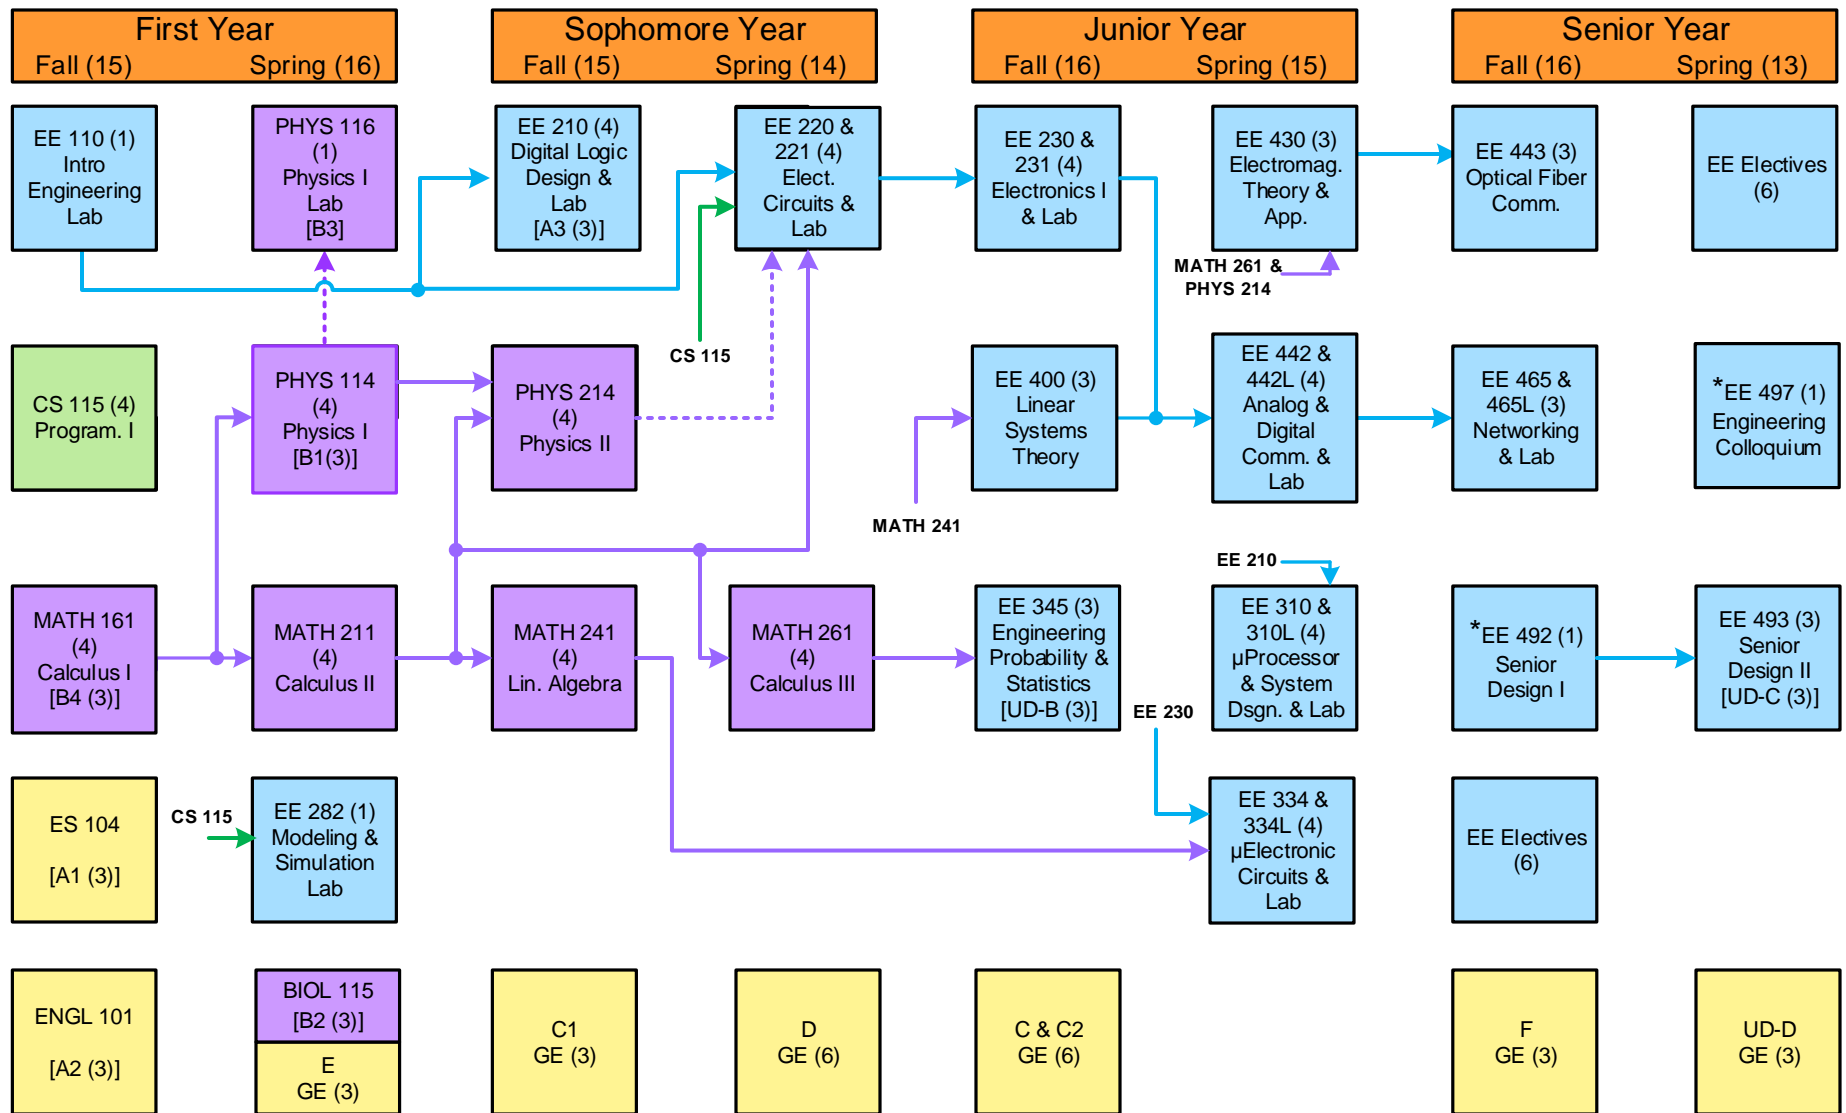 First Year
Fall (15) Spring (16)
Sophomore Year
Fall (15) Spring (14)
Junior Year
Fall (16) Spring (15)
Senior Year
Fall (16) Spring (13)
EE 110 (1)
Intro
Engineering
Lab
PHYS 116
(1)
Physics I
Lab
[B3]
EE 210 (4)
Digital Logic
Design &
Lab
[A3 (3)]
EE 220 &
221 (4)
Elect.
Circuits &
Lab
EE 230 &
231 (4)
Electronics I
& Lab
EE 430 (3)
Electromag.
Theory &
App.
EE 443 (3)
Optical Fiber
Comm.
EE Electives
(6)
MATH 261 &
PHYS 214
CS 115
CS 115 (4)
Program. I
PHYS 114
(4)
Physics I
[B1(3)]
PHYS 214
(4)
Physics II
EE 400 (3)
Linear
Systems
Theory
EE 442 &
442L (4)
Analog &
Digital
Comm. &
Lab
EE 465 &
465L (3)
Networking
& Lab
*EE 497 (1)
Engineering
Colloquium
MATH 241
EE 210
MATH 161
(4)
Calculus I
[B4 (3)]
MATH 211
(4)
Calculus II
MATH 241
(4)
Lin. Algebra
MATH 261
(4)
Calculus III
EE 345 (3)
Engineering
Probability &
Statistics
[UD-B (3)]
EE 310 &
310L (4)
µProcessor
& System
Dsgn. & Lab
*EE 492 (1)
Senior
Design I
EE 493 (3)
Senior
Design II
[UD-C (3)]
EE 230
ES 104
[A1 (3)]
CS 115
EE 282 (1)
Modeling &
Simulation
Lab
EE 334 &
334L (4)
µElectronic
Circuits &
Lab
EE Electives
(6)
ENGL 101
[A2 (3)]
BIOL 115
[B2 (3)]
E
GE (3)
C1
GE (3)
D
GE (6)
C & C2
GE (6)
F
GE (3)
UD-D
GE (3)